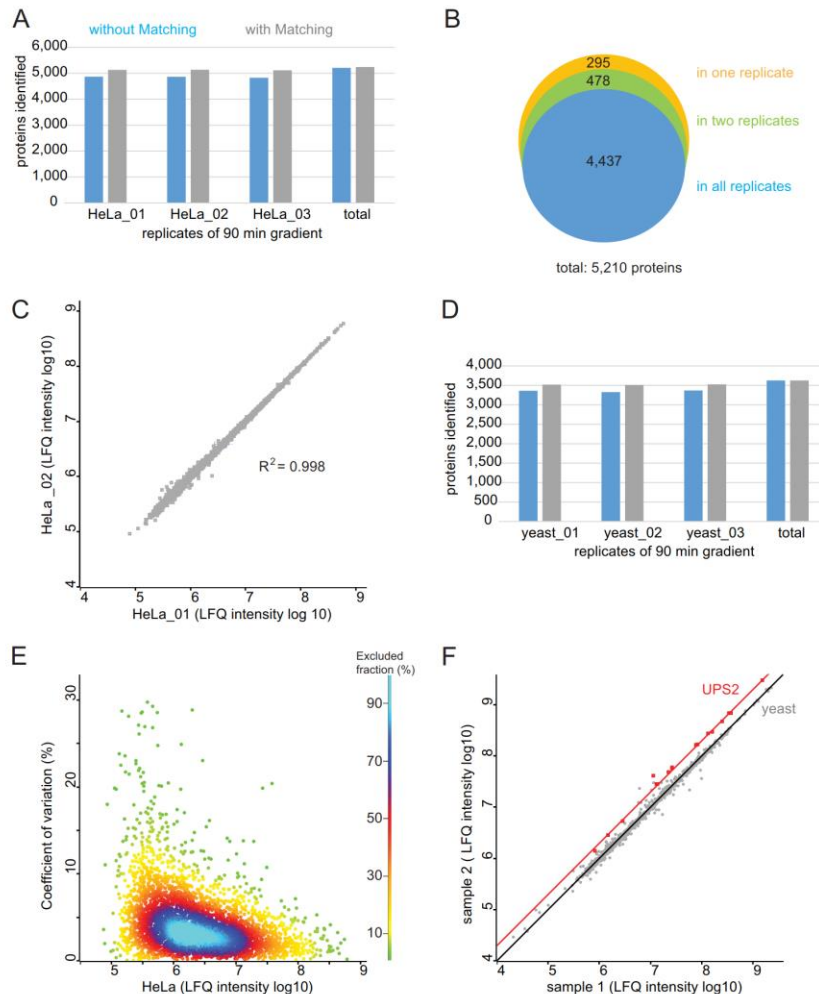 A
without Matching
with Matching
6,000
5,000
4,000
3,000
2,000
1,000
0
proteins identified
HeLa_01
HeLa_02
HeLa_03
total
replicates of 90 min gradient
B
295
478
4,437
in one replicate
in two replicates
in all replicates
total: 5,210 proteins
C
9
8
7
6
5
4
HeLa _02 (LFQ intensity log10)
R2 = 0.998
4
5
6
7
8
9
HeLa_01 (LFQ intensity log 10)
D
4,000
3,500
3,000
2,500
2,000
1,500
1,000
500
0
proteins identified
yeast_01
yeast_02
yeast_03
total
replicates of 90 min gradient
E
Excluded
fraction (%)
90
70
50
30
10
30
20
10
0
Coefficient of variation (%)
5
6
7
8
9
HeLa (LFQ intensity log10)
F
UPS2
yeast
9
8
7
6
5
4
sample 2 ( LFQ intensity log10)
4
5
6
7
8
9
sample 1 (LFQ intensity log10)